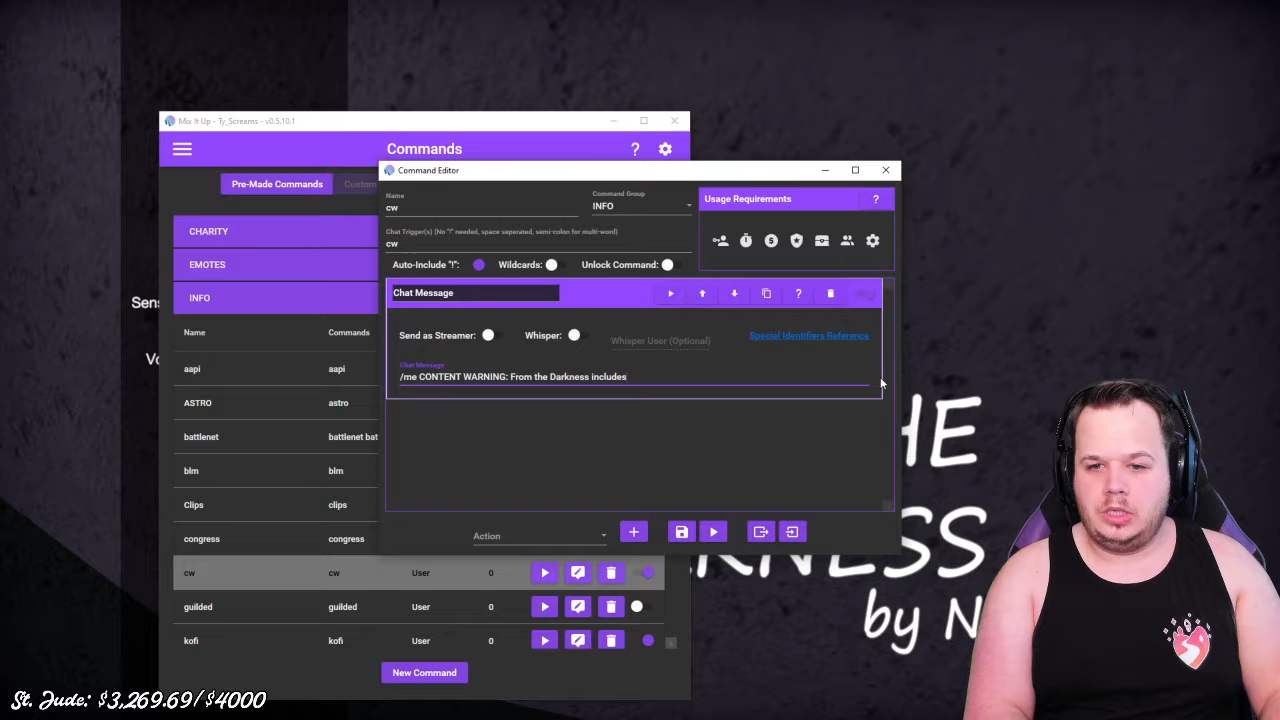 Mix It Up - Ty_Screams - v0.5.10.1
Commands
?
Pre-Made Commands
Custom
CHARITY
EMOTES
INFO
Name
Commands
aapi
aapi
ASTRO
astro
battlenet
battlenet bat
blm
blm
Clips
clips
congress
congress
cw
cw
User
0
guilded
guilded
User
0
kofi
kofi
User
0
New Command
Command Editor
Name
cw
Command Group
INFO
Usage Requirements
?
Chat Trigger(s) (No "!" needed, space seperated, semi-colon for multi-word)
cw
Auto-Include "!":
Wildcards:
Unlock Command:
Chat Message
?
Send as Streamer:
Whisper:
Whisper User (Optional)
Special Identifiers Reference
Chat Message
/me CONTENT WARNING: From the Darkness includes
Action
Sens
HE
by N
St. Jude: $3,269.69/$4000